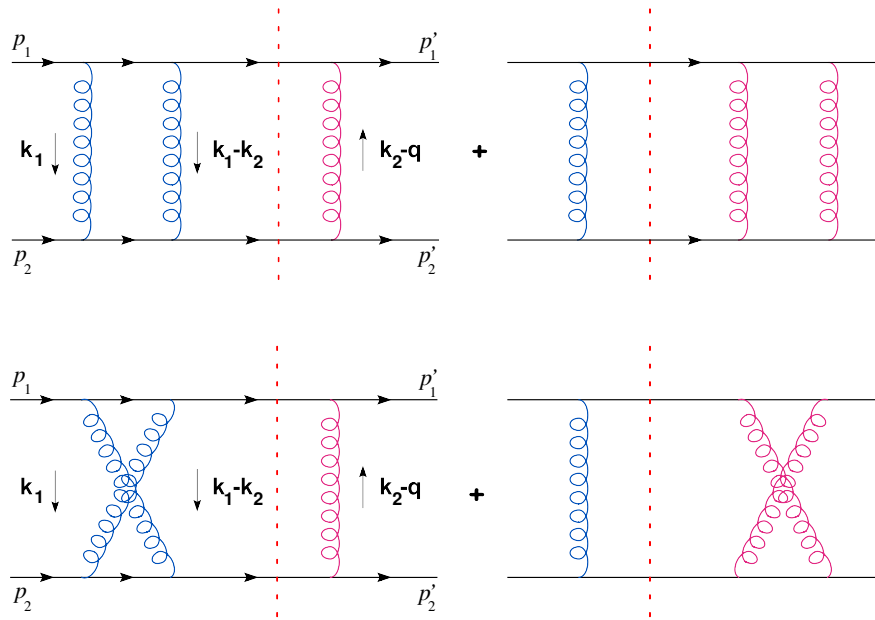 p₁ p₁'
k₁ k₁-k₂ k₂-q +
p₂ p₂'
p₁ p₁'
k₁ k₁-k₂ k₂-q +
p₂ p₂'